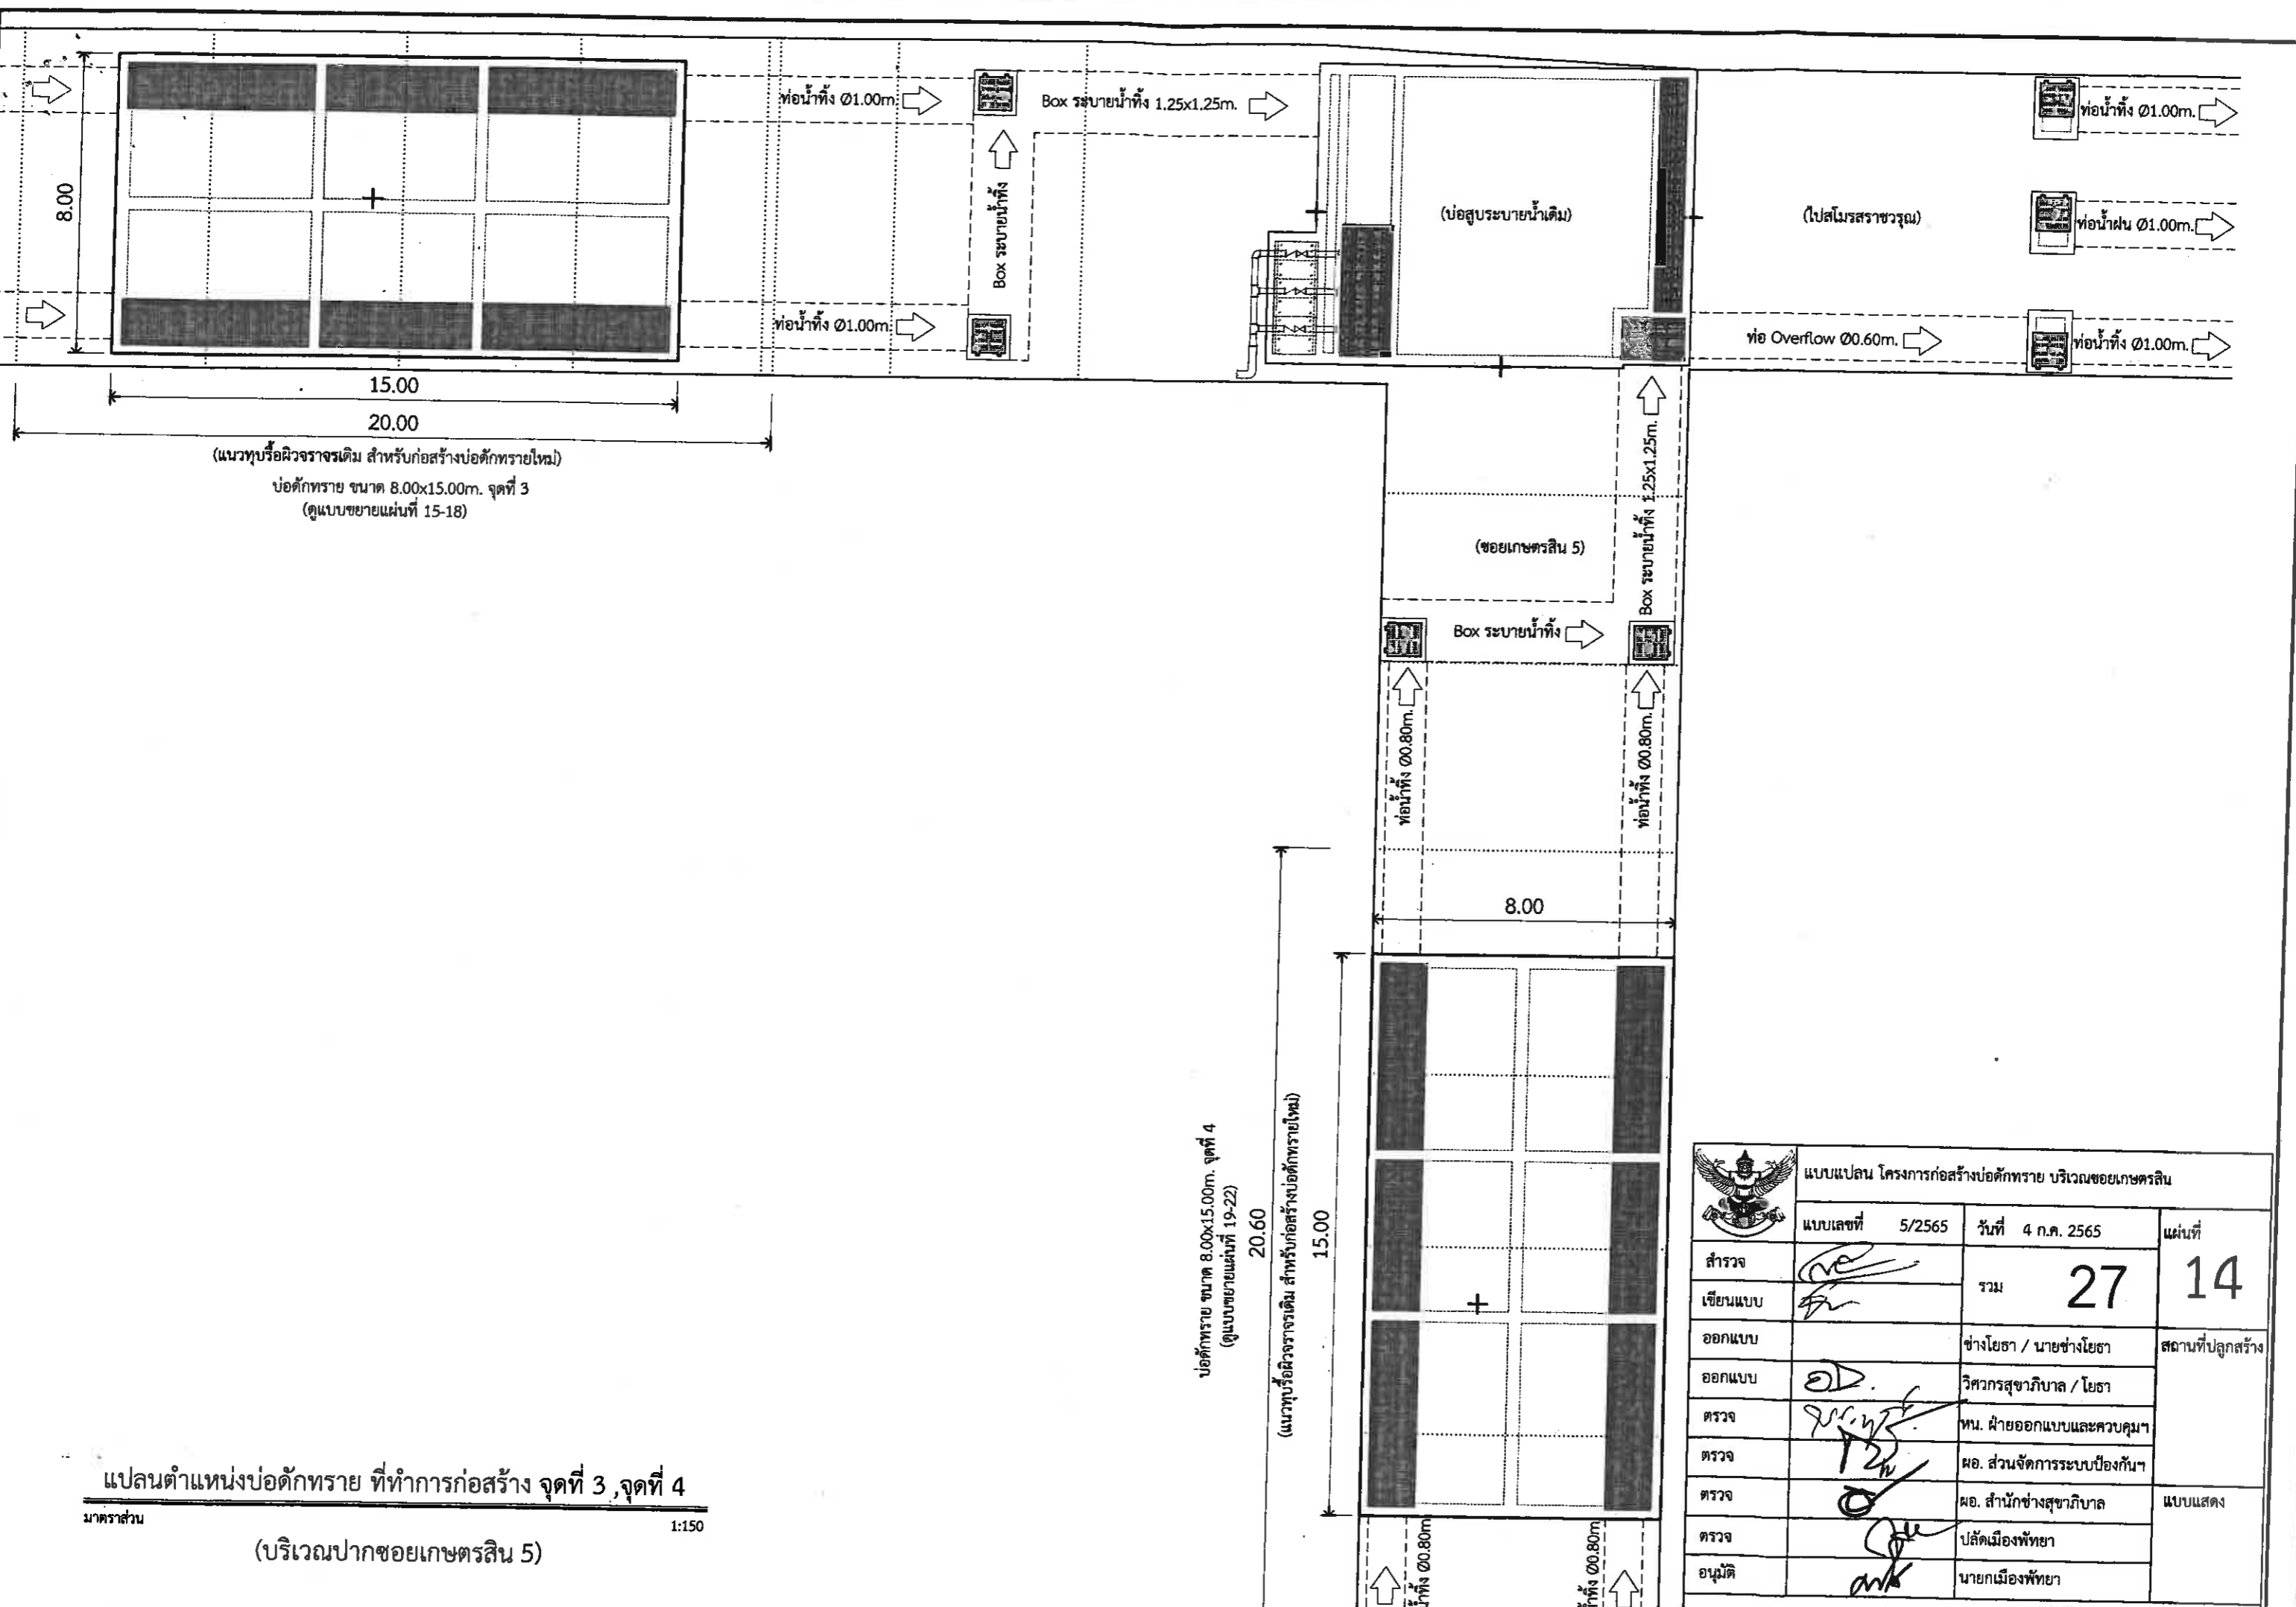 8.00
ท่อน้ำทิ้ง Ø1.00m.
Box ระบายน้ำทิ้ง 1.25x1.25m.
Box ระบายน้ำทิ้ง
ท่อน้ำทิ้ง Ø1.00m.
(บ่อสูบระบายน้ำเดิม)
(ไปสโมรสราชวรุณ)
ท่อน้ำทิ้ง Ø1.00m.
ท่อน้ำฝน Ø1.00m.
ท่อ Overflow Ø0.60m.
ท่อน้ำทิ้ง Ø1.00m.
15.00
20.00
(แนวทุบรื้อผิวจราจรเดิม สำหรับก่อสร้างบ่อดักทรายใหม่)
บ่อดักทราย ขนาด 8.00x15.00m. จุดที่ 3
(ดูแบบขยายแผ่นที่ 15-18)
Box ระบายน้ำทิ้ง 1.25x1.25m.
(ซอยเกษตรสิน 5)
Box ระบายน้ำทิ้ง
ท่อน้ำทิ้ง Ø0.80m.
ท่อน้ำทิ้ง Ø0.80m.
8.00
บ่อดักทราย ขนาด 8.00x15.00m. จุดที่ 4
(ดูแบบขยายแผ่นที่ 19-22)
20.60
(แนวทุบรื้อผิวจราจรเดิม สำหรับก่อสร้างบ่อดักทรายใหม่)
15.00
Ø0.80m
Ø0.80m
แปลนตำแหน่งบ่อดักทราย ที่ทำการก่อสร้าง จุดที่ 3 ,จุดที่ 4
มาตราส่วน 1:150
(บริเวณปากซอยเกษตรสิน 5)
แบบแปลน โครงการก่อสร้างบ่อดักทราย บริเวณซอยเกษตรสิน
แบบเลขที่ 5/2565 วันที่ 4 ก.ค. 2565 แผ่นที่
สำรวจ
เขียนแบบ
รวม 27 14
ออกแบบ ช่างโยธา / นายช่างโยธา สถานที่ปลูกสร้าง
ออกแบบ วิศวกรสุขาภิบาล / โยธา
ตรวจ หน. ฝ่ายออกแบบและควบคุมฯ
ตรวจ ผอ. ส่วนจัดการระบบป้องกันฯ
ตรวจ ผอ. สำนักช่างสุขาภิบาล แบบแสดง
ตรวจ ปลัดเมืองพัทยา
อนุมัติ นายกเมืองพัทยา